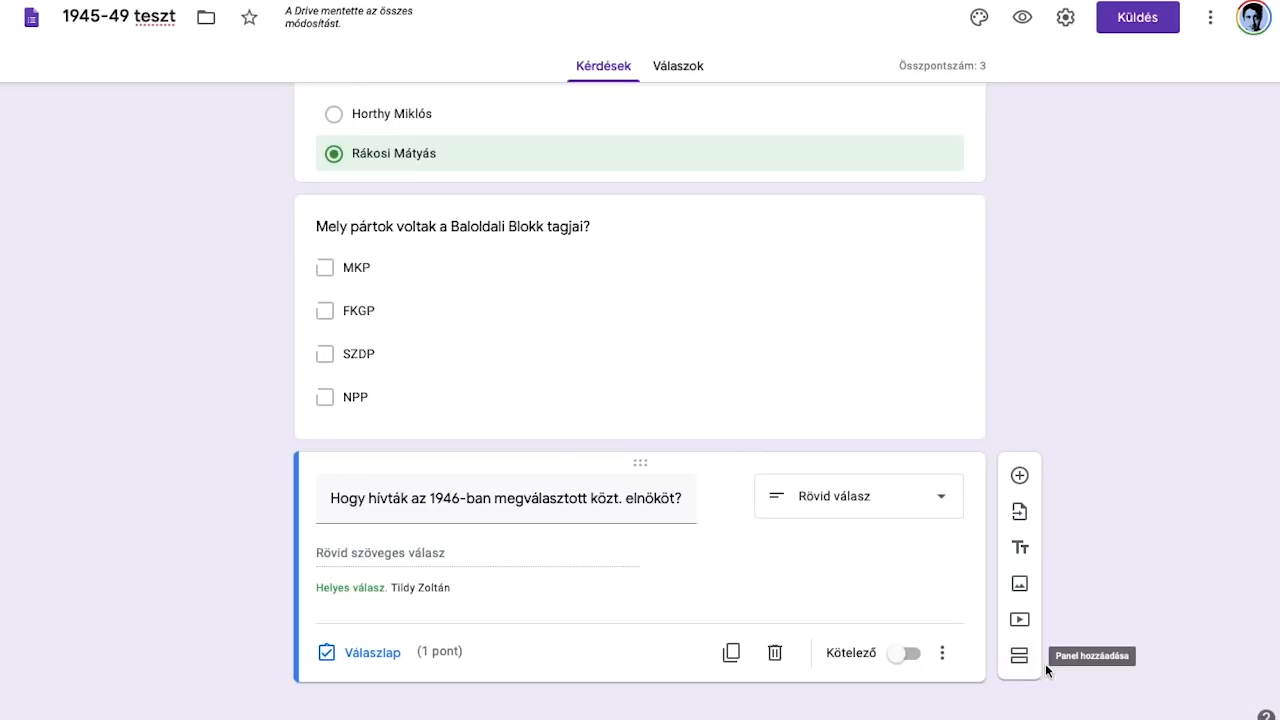 1945-49 teszt
A Drive mentette az összes
módosítást.
Küldés
Kérdések
Válaszok
Összpontszám: 3
Horthy Miklós
Rákosi Mátyás
Mely pártok voltak a Baloldali Blokk tagjai?
MKP
FKGP
SZDP
NPP
Hogy hívták az 1946-ban megválasztott közt. elnököt?
Rövid válasz
Rövid szöveges válasz
Helyes válasz. Tildy Zoltán
Válaszlap (1 pont)
Kötelező
Panel hozzáadása